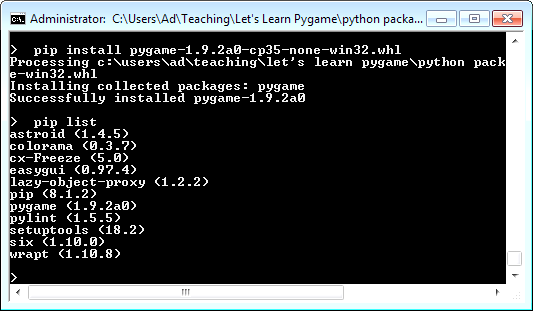 Administrator: C:\Users\Ad\Teaching\Let's Learn Pygame\python packa...
>  pip install pygame-1.9.2a0-cp35-none-win32.whl
Processing c:\users\ad\teaching\let's learn pygame\python pack
e-win32.whl
Installing collected packages: pygame
Successfully installed pygame-1.9.2a0
>  pip list
astroid (1.4.5)
colorama (0.3.7)
cx-Freeze (5.0)
easygui (0.97.4)
lazy-object-proxy (1.2.2)
pip (8.1.2)
pygame (1.9.2a0)
pylint (1.5.5)
setuptools (18.2)
six (1.10.0)
wrapt (1.10.8)
>